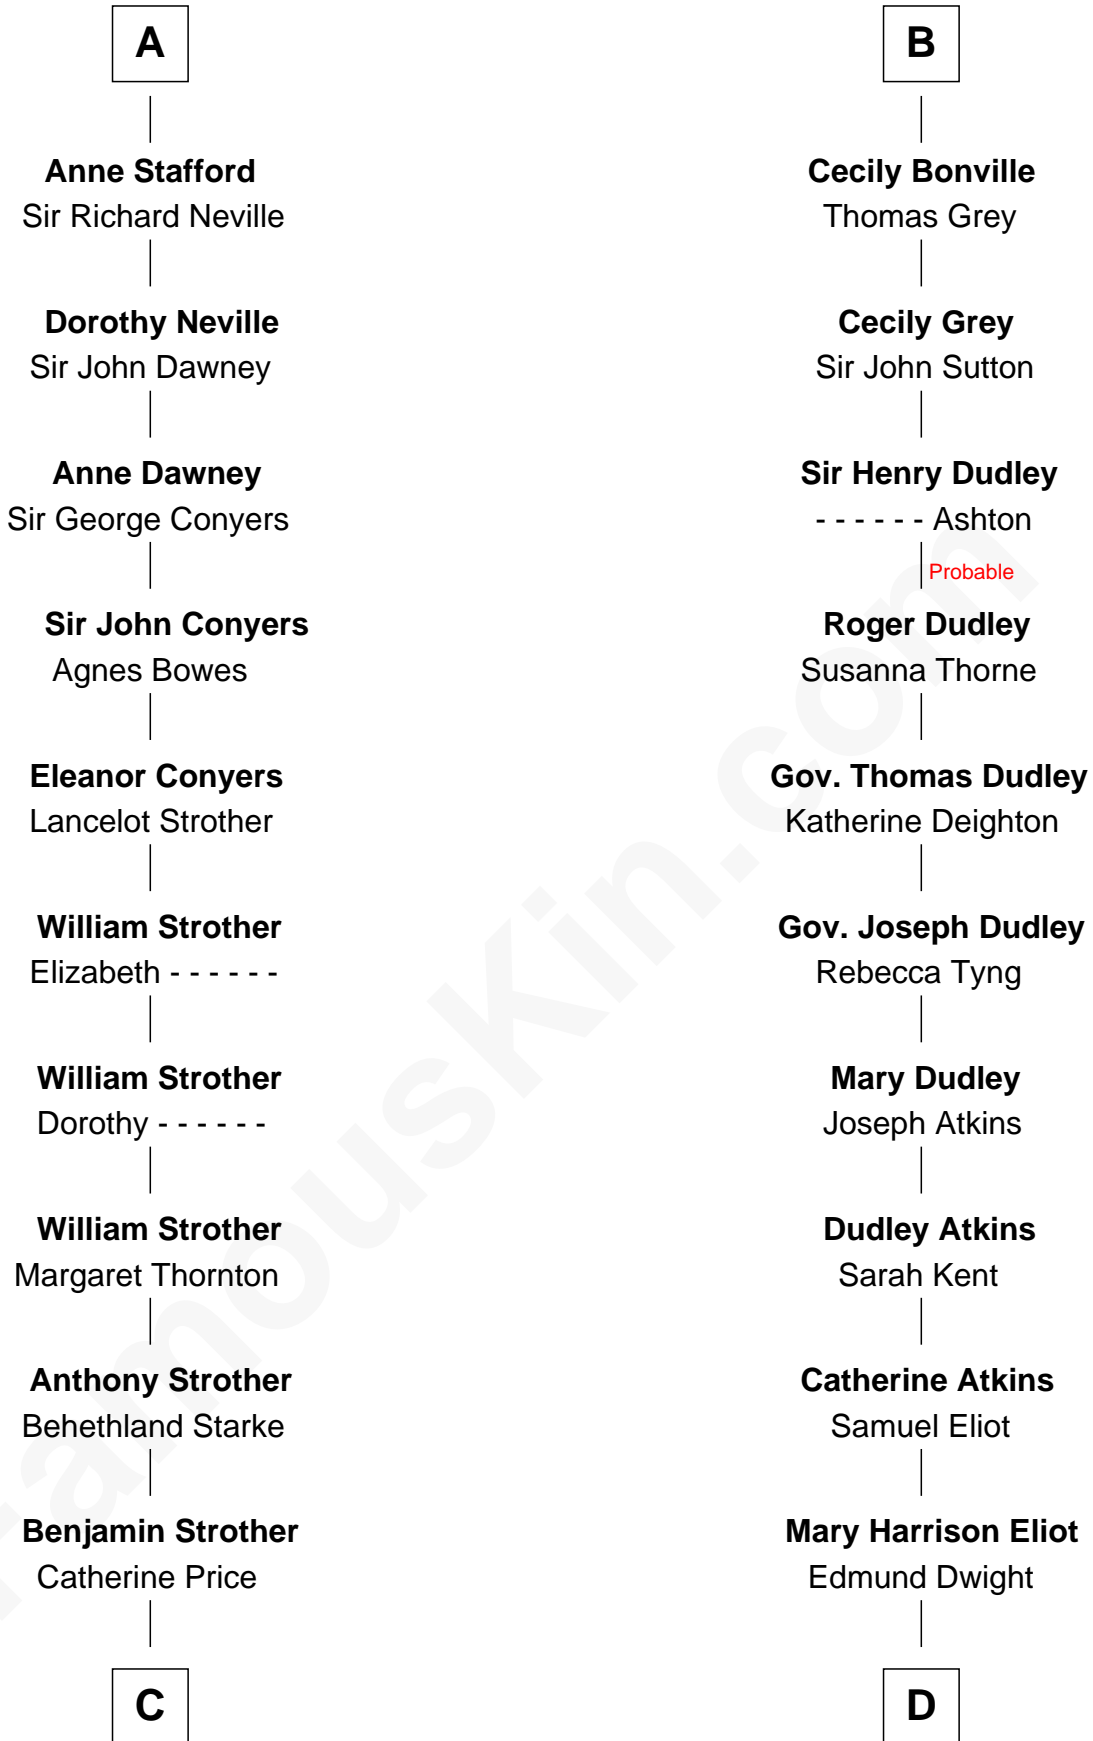 A
B
Anne Stafford
Sir Richard Neville
Cecily Bonville
Thomas Grey
Dorothy Neville
Sir John Dawney
Cecily Grey
Sir John Sutton
Anne Dawney
Sir George Conyers
Sir Henry Dudley
- - - - - - Ashton
Probable
Sir John Conyers
Agnes Bowes
Roger Dudley
Susanna Thorne
Eleanor Conyers
Lancelot Strother
Gov. Thomas Dudley
Katherine Deighton
William Strother
Elizabeth - - - - - -
Gov. Joseph Dudley
Rebecca Tyng
William Strother
Dorothy - - - - - -
Mary Dudley
Joseph Atkins
William Strother
Margaret Thornton
Dudley Atkins
Sarah Kent
Anthony Strother
Behethland Starke
Catherine Atkins
Samuel Eliot
Benjamin Strother
Catherine Price
Mary Harrison Eliot
Edmund Dwight
C
D
FamousKin.com